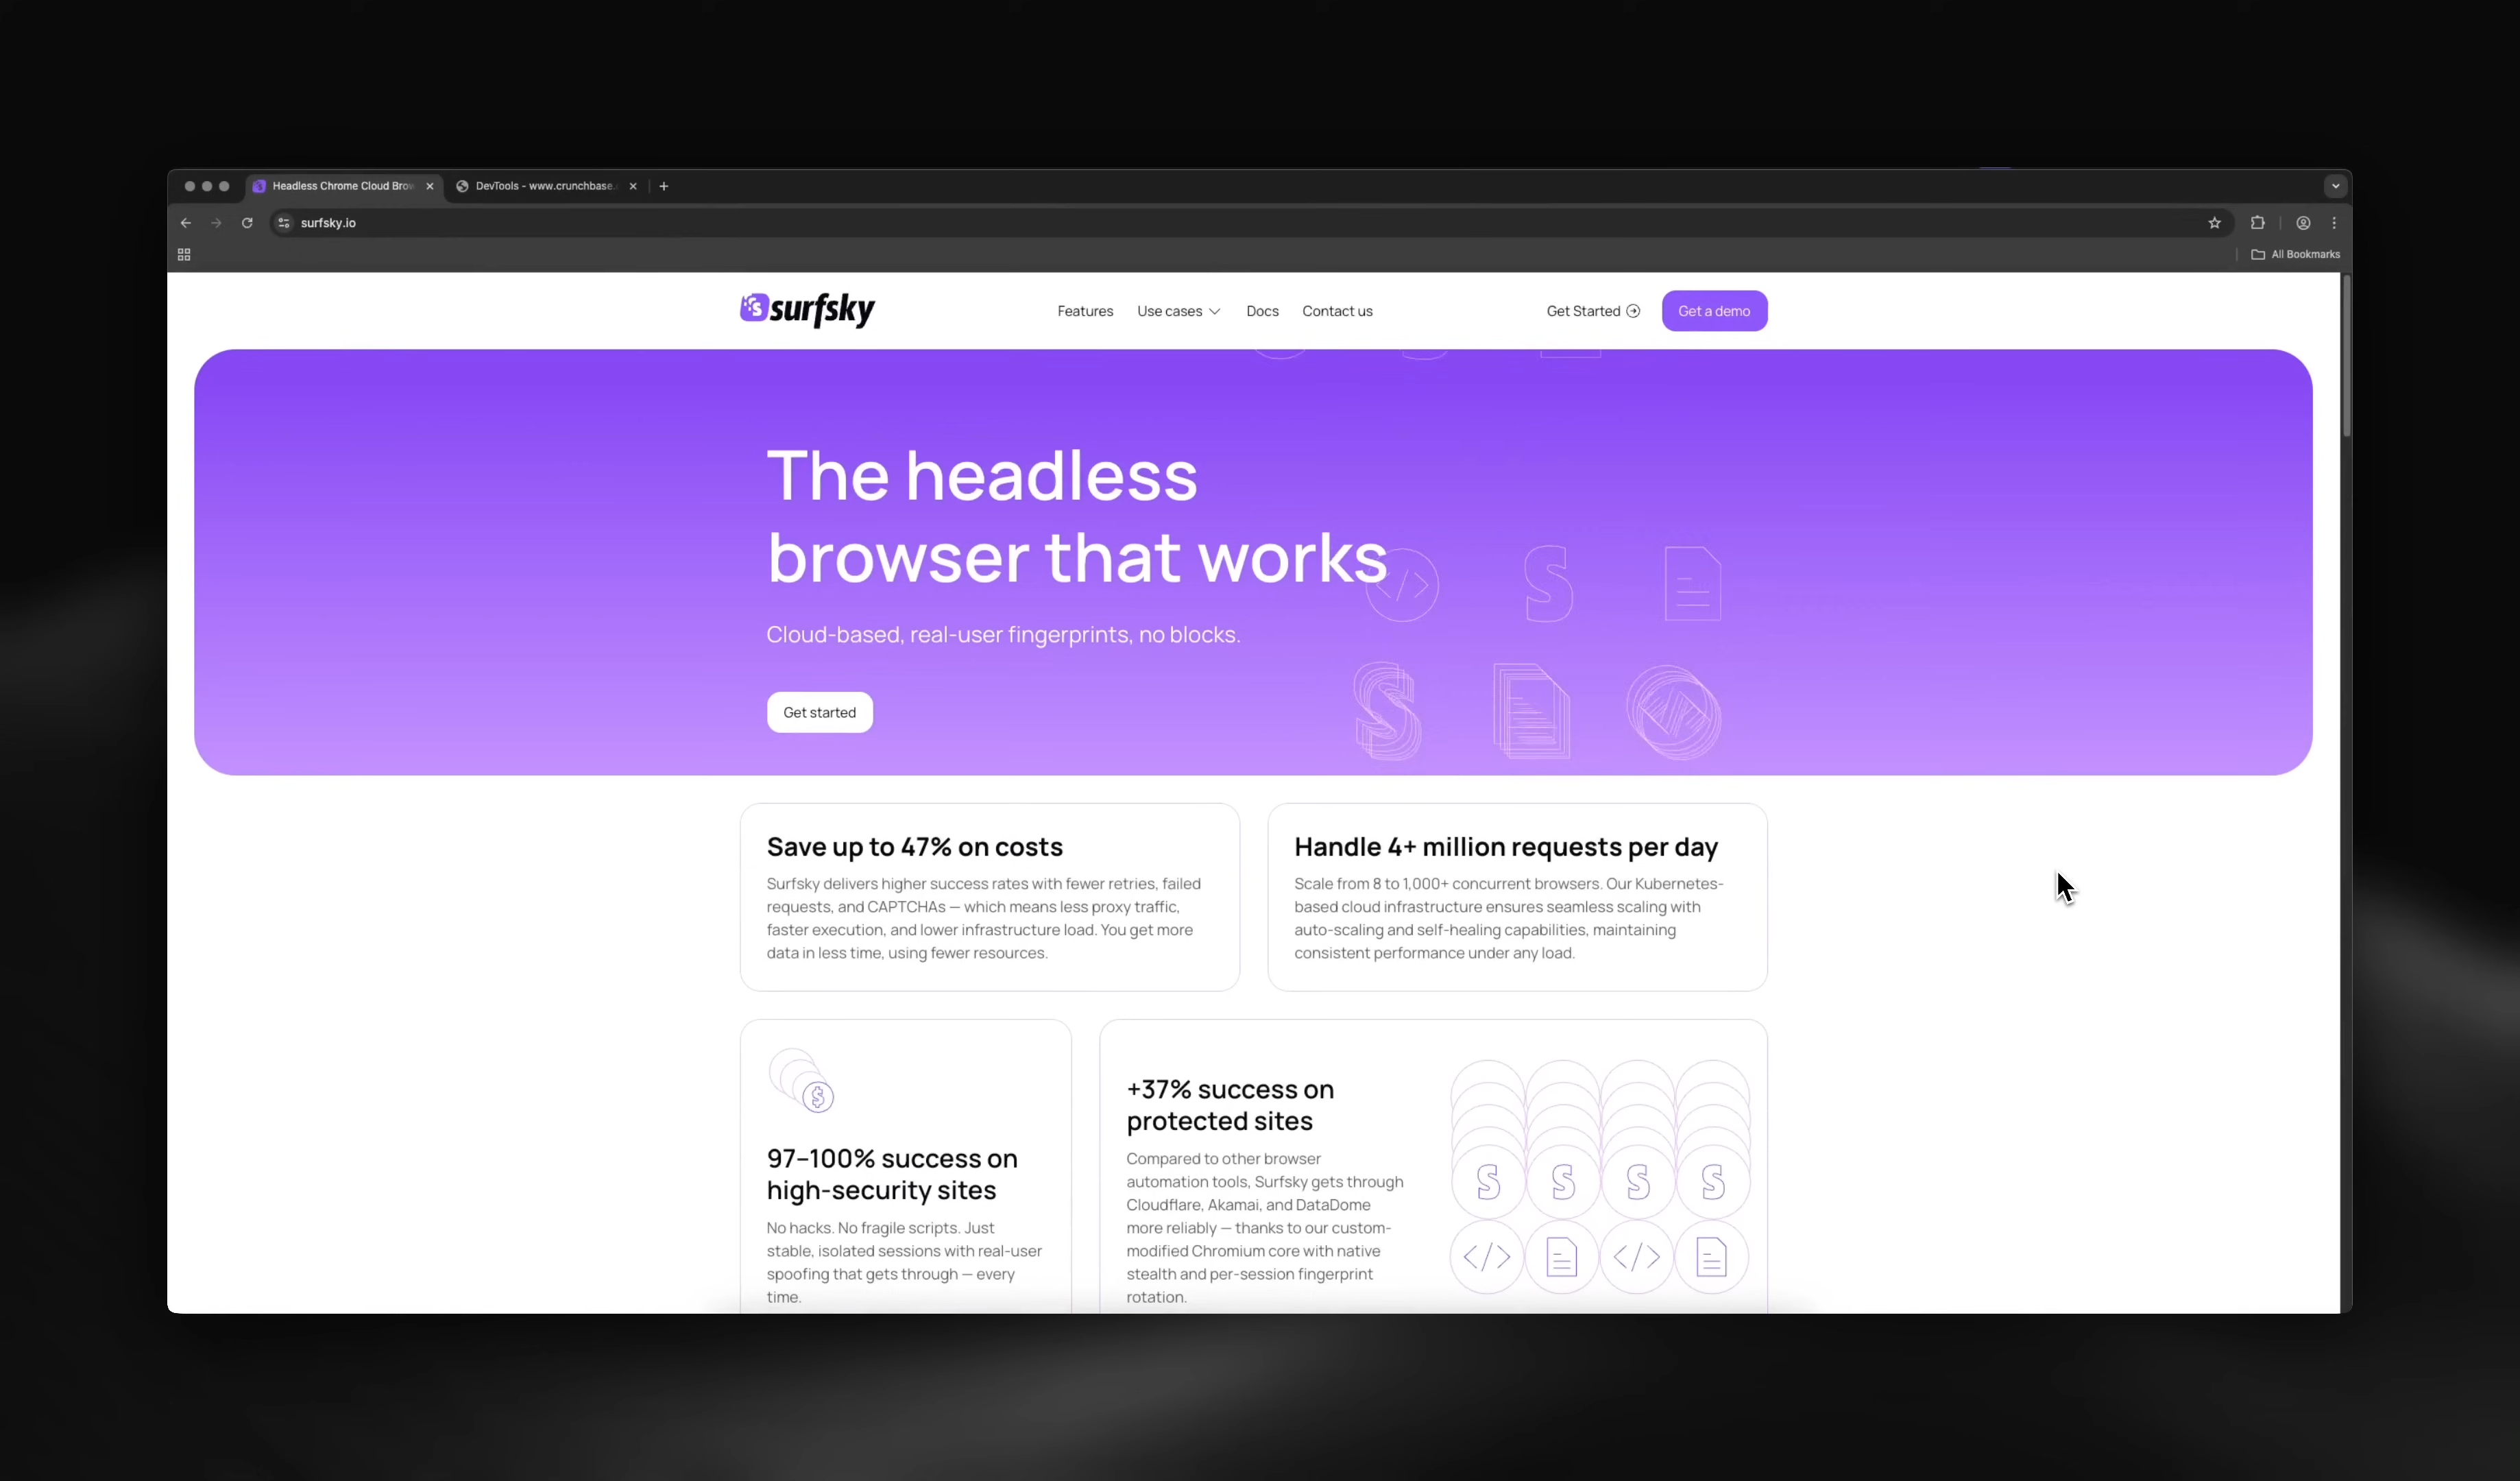 Headless Chrome Cloud Brow
DevTools - www.crunchbase.
surfsky.io
All Bookmarks
surfsky
Features
Use cases
Docs
Contact us
Get Started
Get a demo
The headless
browser that works
Cloud-based, real-user fingerprints, no blocks.
Get started
Save up to 47% on costs
Surfsky delivers higher success rates with fewer retries, failed
requests, and CAPTCHAs — which means less proxy traffic,
faster execution, and lower infrastructure load. You get more
data in less time, using fewer resources.
Handle 4+ million requests per day
Scale from 8 to 1,000+ concurrent browsers. Our Kubernetes-
based cloud infrastructure ensures seamless scaling with
auto-scaling and self-healing capabilities, maintaining
consistent performance under any load.
97–100% success on
high-security sites
No hacks. No fragile scripts. Just
stable, isolated sessions with real-user
spoofing that gets through — every
time.
+37% success on
protected sites
Compared to other browser
automation tools, Surfsky gets through
Cloudflare, Akamai, and DataDome
more reliably — thanks to our custom-
modified Chromium core with native
stealth and per-session fingerprint
rotation.